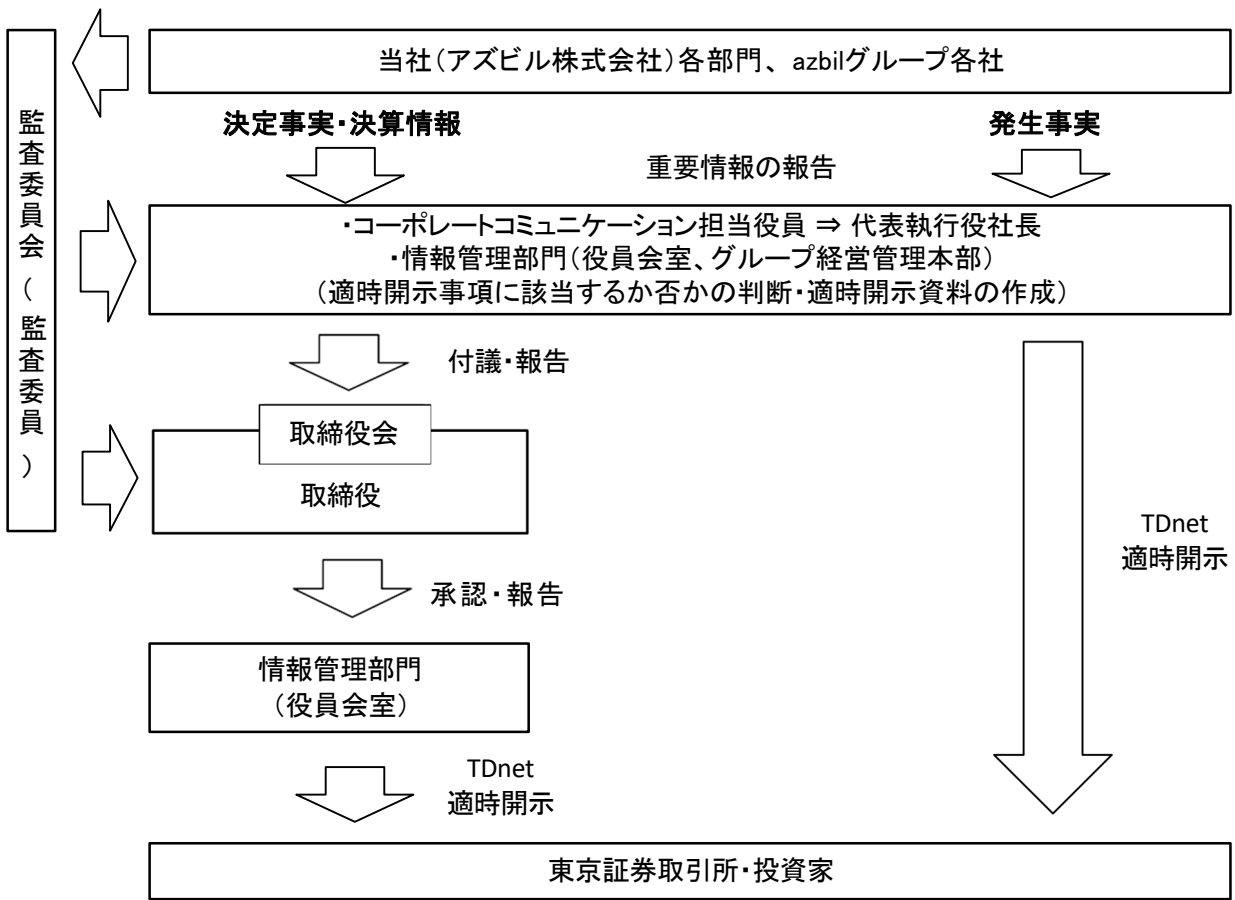 当社（アズビル株式会社）各部門、azbilグループ各社
監査委員会（監査委員）
決定事実・決算情報
発生事実
重要情報の報告
・コーポレートコミュニケーション担当役員 ⇒ 代表執行役社長
・情報管理部門（役員会室、グループ経営管理本部）
（適時開示事項に該当するか否かの判断・適時開示資料の作成）
付議・報告
取締役会
取締役
承認・報告
情報管理部門
（役員会室）
TDnet
適時開示
TDnet
適時開示
東京証券取引所・投資家